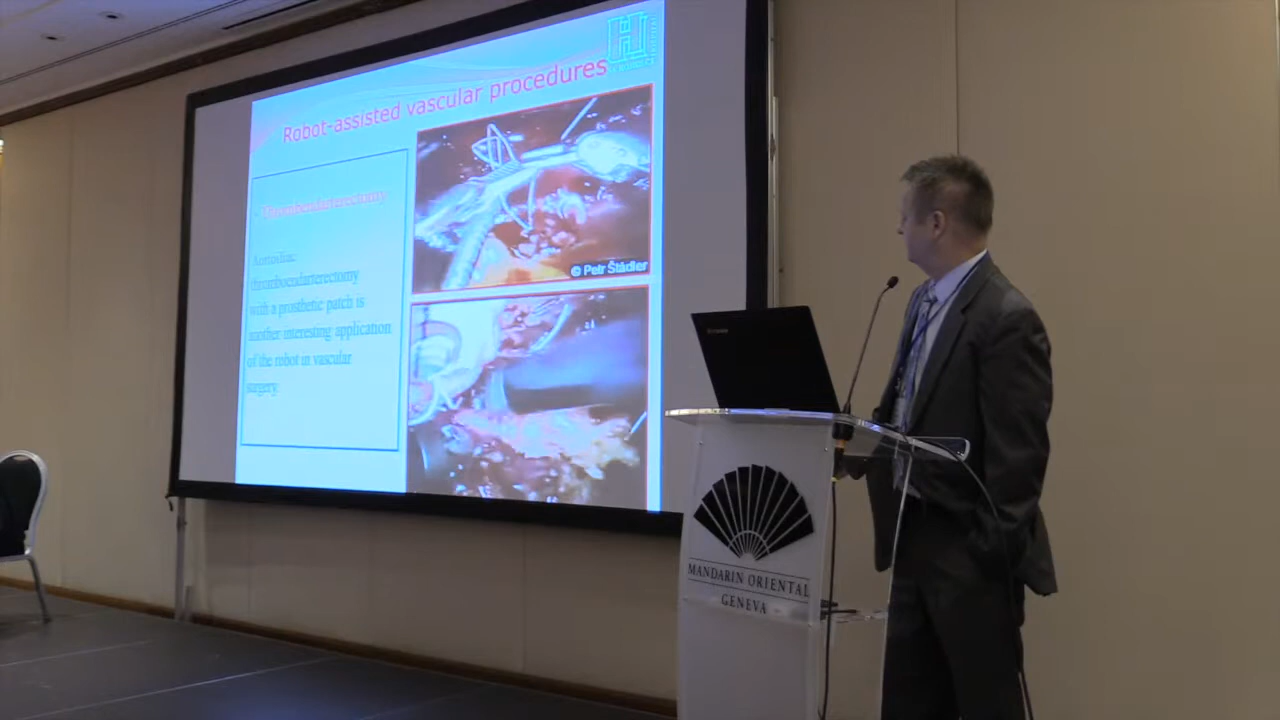 Robot-assisted vascular procedures
Thrombendarterectomy
Aortoiliac
thromboendarterectomy
with a prosthetic patch is
another interesting application
of the robot in vascular
surgery
© Petr Štádler
MANDARIN ORIENTAL
GENEVA